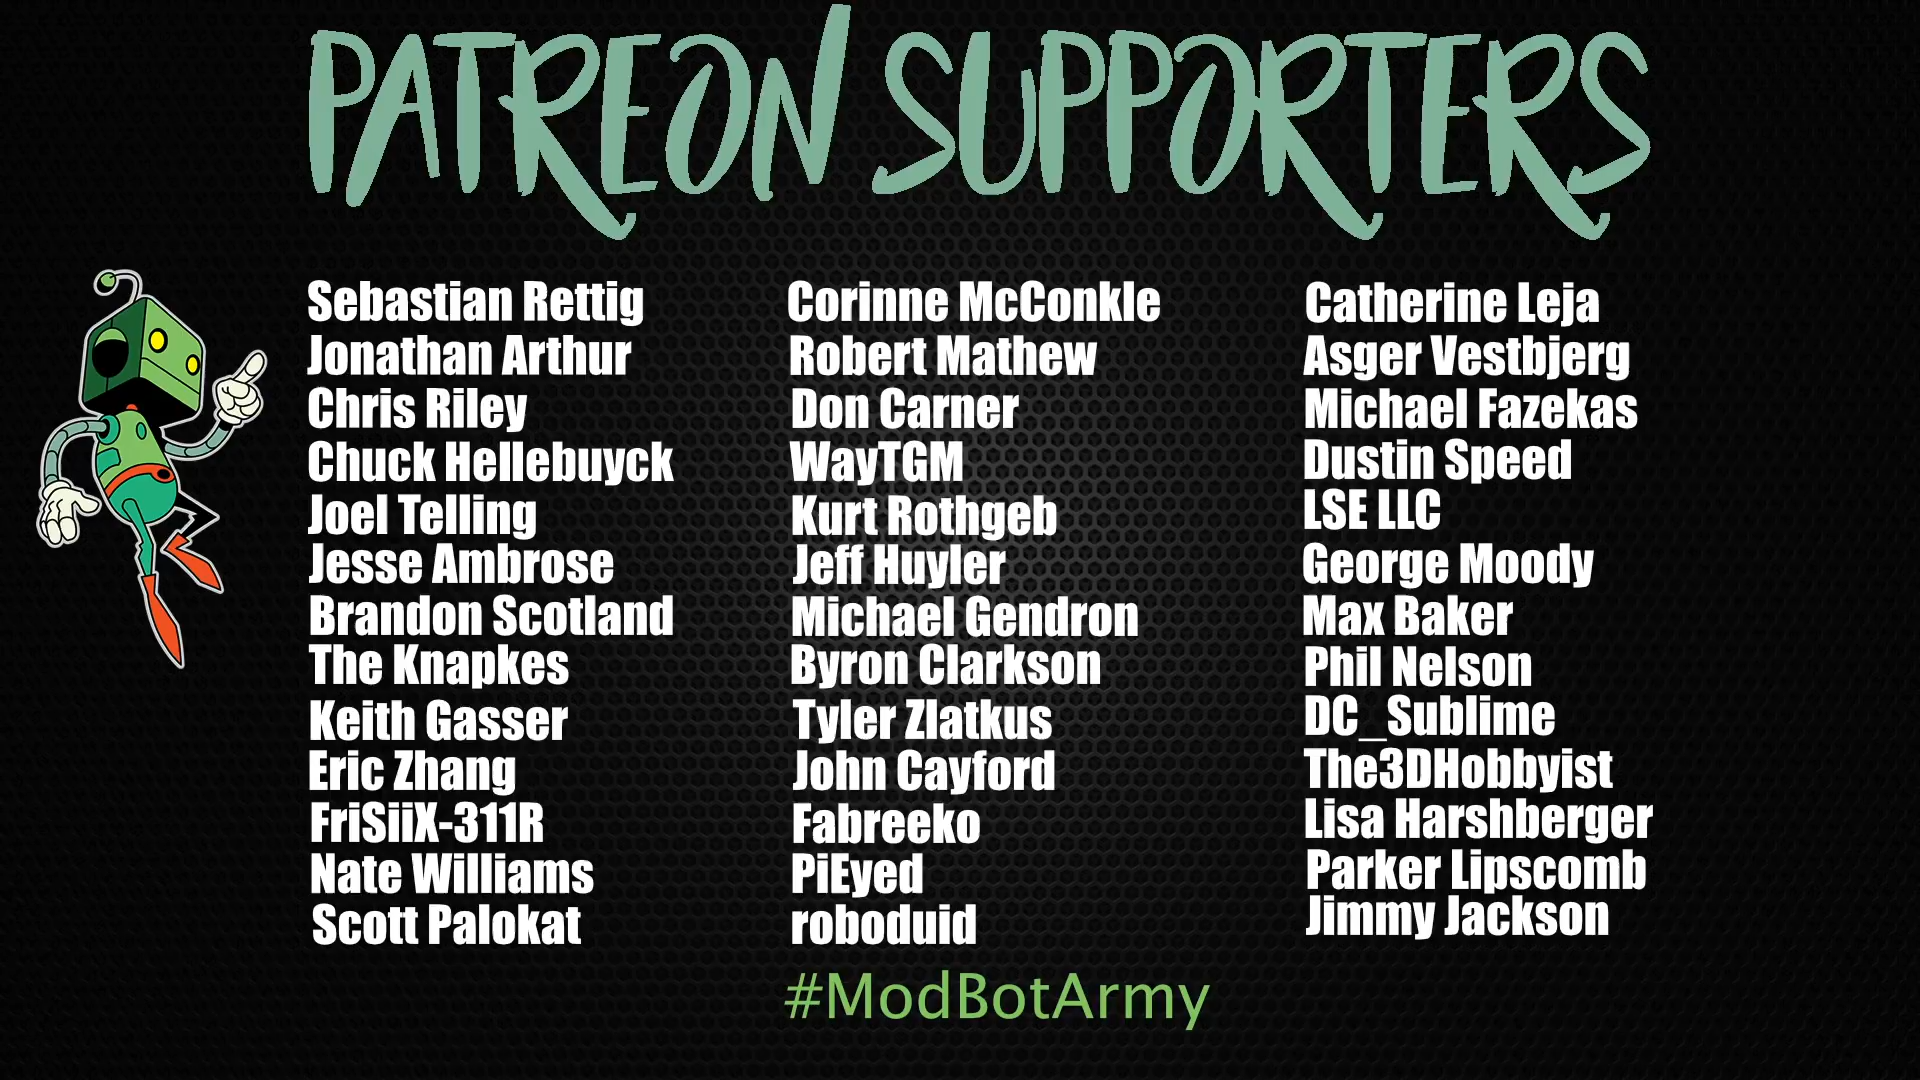 PATREON SUPPORTERS
Sebastian Rettig
Jonathan Arthur
Chris Riley
Chuck Hellebuyck
Joel Telling
Jesse Ambrose
Brandon Scotland
The Knapkes
Keith Gasser
Eric Zhang
FriSiiX-311R
Nate Williams
Scott Palokat
Corinne McConkle
Robert Mathew
Don Carner
WayTGM
Kurt Rothgeb
Jeff Huyler
Michael Gendron
Byron Clarkson
Tyler Zlatkus
John Cayford
Fabreeko
PiEyed
roboduid
Catherine Leja
Asger Vestbjerg
Michael Fazekas
Dustin Speed
LSE LLC
George Moody
Max Baker
Phil Nelson
DC_Sublime
The3DHobbyist
Lisa Harshberger
Parker Lipscomb
Jimmy Jackson
#ModBotArmy